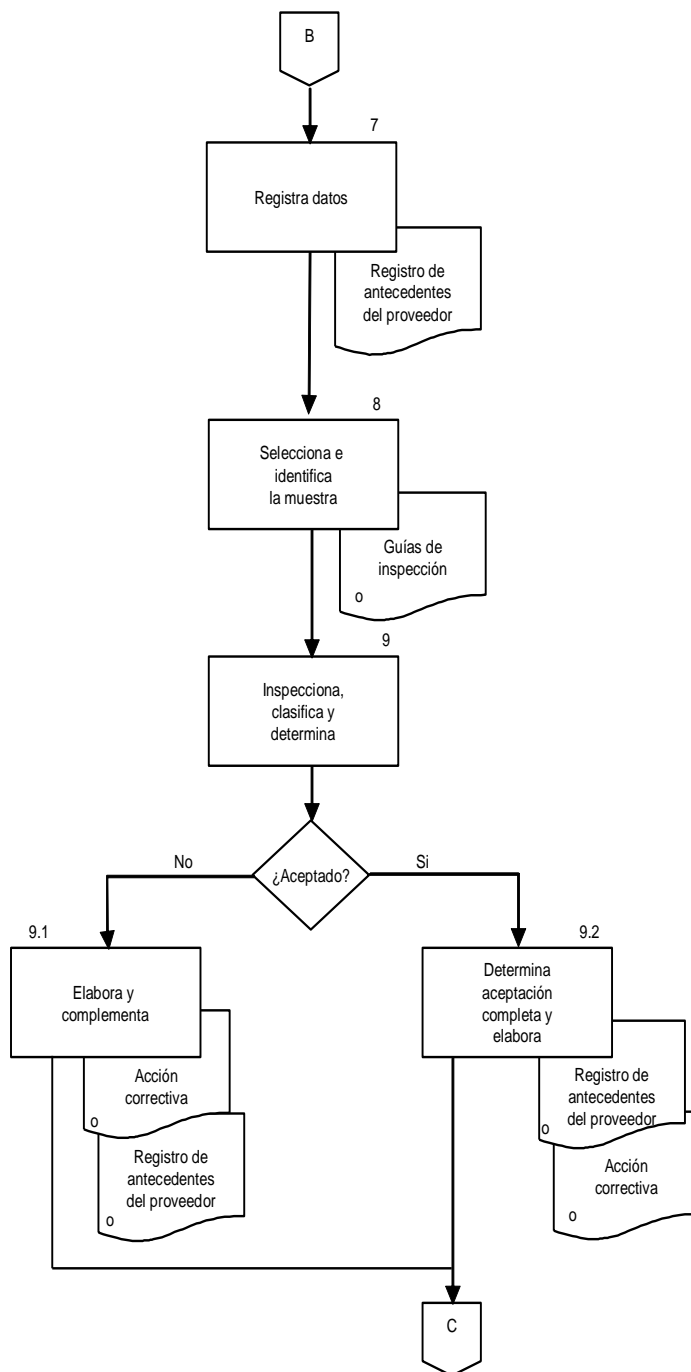 B
7
Registra datos
Registro de
antecedentes
del proveedor
8
Selecciona e
identifica
la muestra
Guías de
inspección
o
9
Inspecciona,
clasifica y
determina
No
¿Aceptado?
Si
9.1
Elabora y
complementa
Acción
correctiva
o
Registro de
antecedentes
del proveedor
o
9.2
Determina
aceptación
completa y
elabora
Registro de
antecedentes
del proveedor
o
Acción
correctiva
o
C